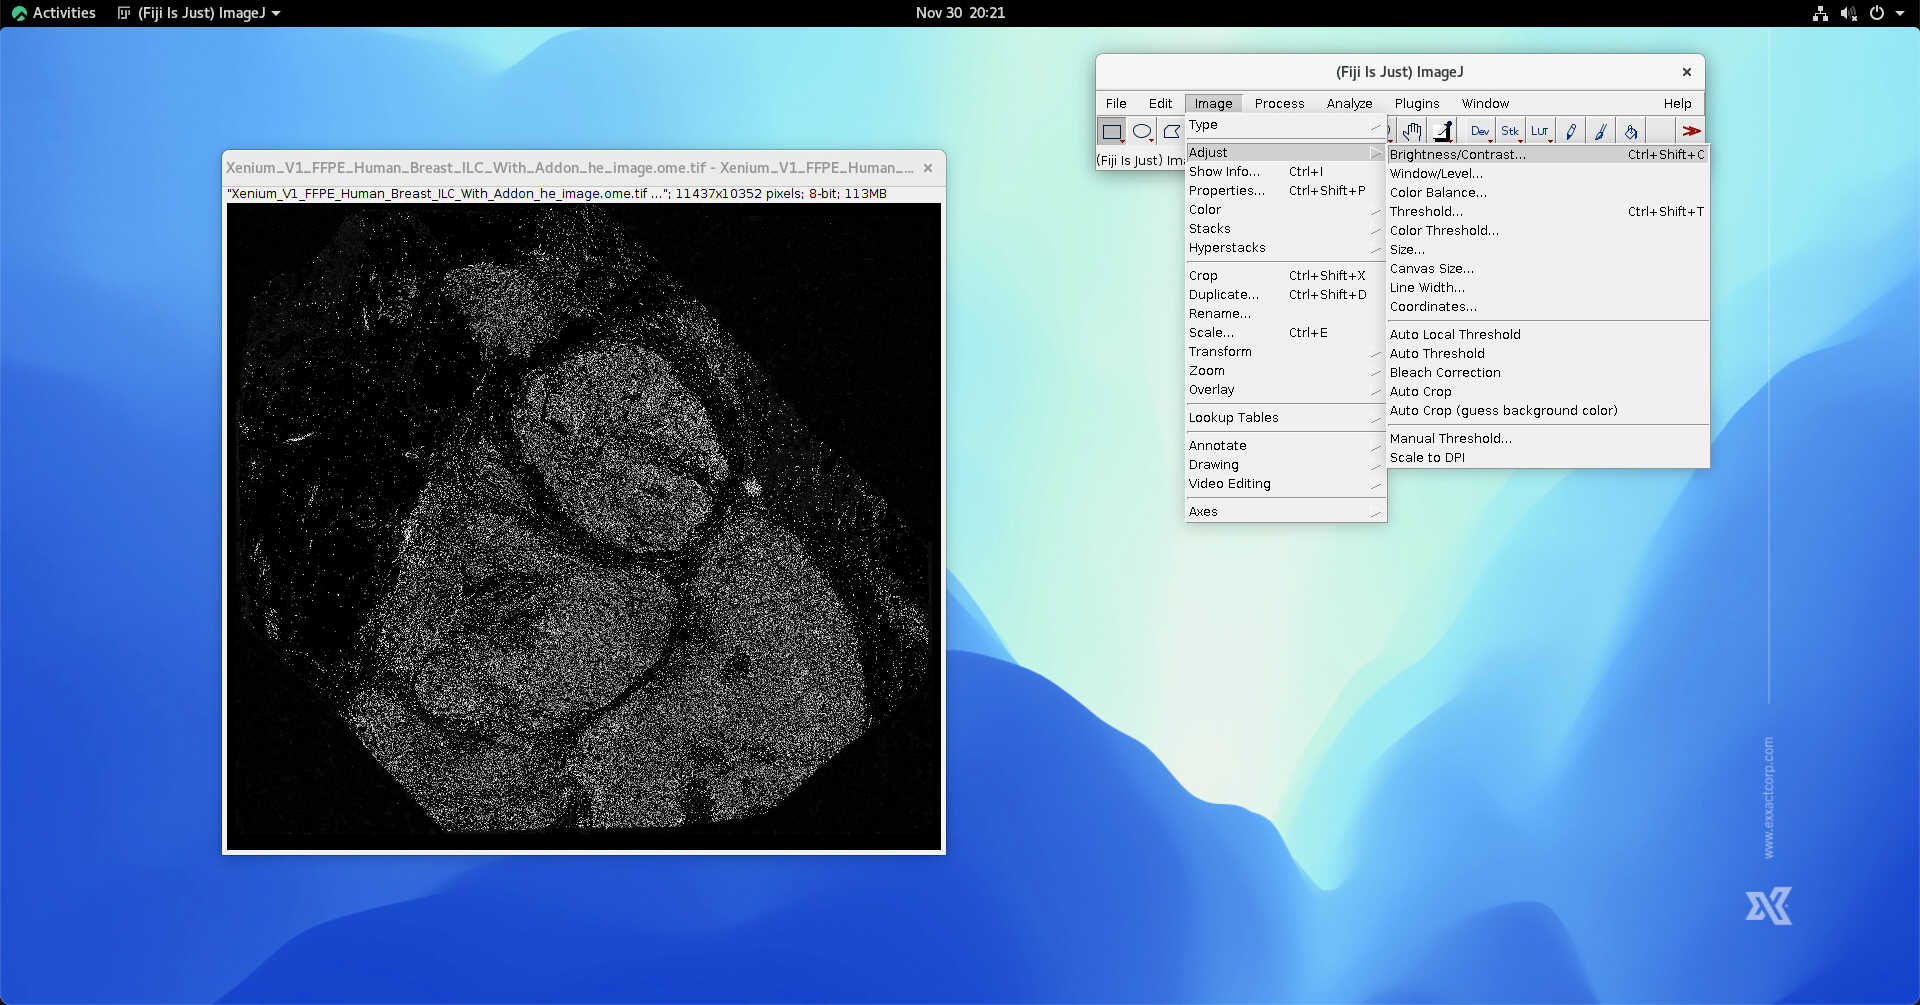 Activities
(Fiji Is Just) ImageJ
Nov 30 20:21
(Fiji Is Just) ImageJ
File Edit Image Process Analyze Plugins Window Help
Dev Stk LUT
(Fiji Is Just) Im
Type
Adjust
Show Info... Ctrl+I
Properties... Ctrl+Shift+P
Color
Stacks
Hyperstacks
Crop Ctrl+Shift+X
Duplicate... Ctrl+Shift+D
Rename...
Scale... Ctrl+E
Transform
Zoom
Overlay
Lookup Tables
Annotate
Drawing
Video Editing
Axes
Brightness/Contrast... Ctrl+Shift+C
Window/Level...
Color Balance...
Threshold... Ctrl+Shift+T
Color Threshold...
Size...
Canvas Size...
Line Width...
Coordinates...
Auto Local Threshold
Auto Threshold
Bleach Correction
Auto Crop
Auto Crop (guess background color)
Manual Threshold...
Scale to DPI
Xenium_V1_FFPE_Human_Breast_ILC_With_Addon_he_image.ome.tif - Xenium_V1_FFPE_Human_...
"Xenium_V1_FFPE_Human_Breast_ILC_With_Addon_he_image.ome.tif ..."; 11437x10352 pixels; 8-bit; 113MB
www.exxactcorp.com